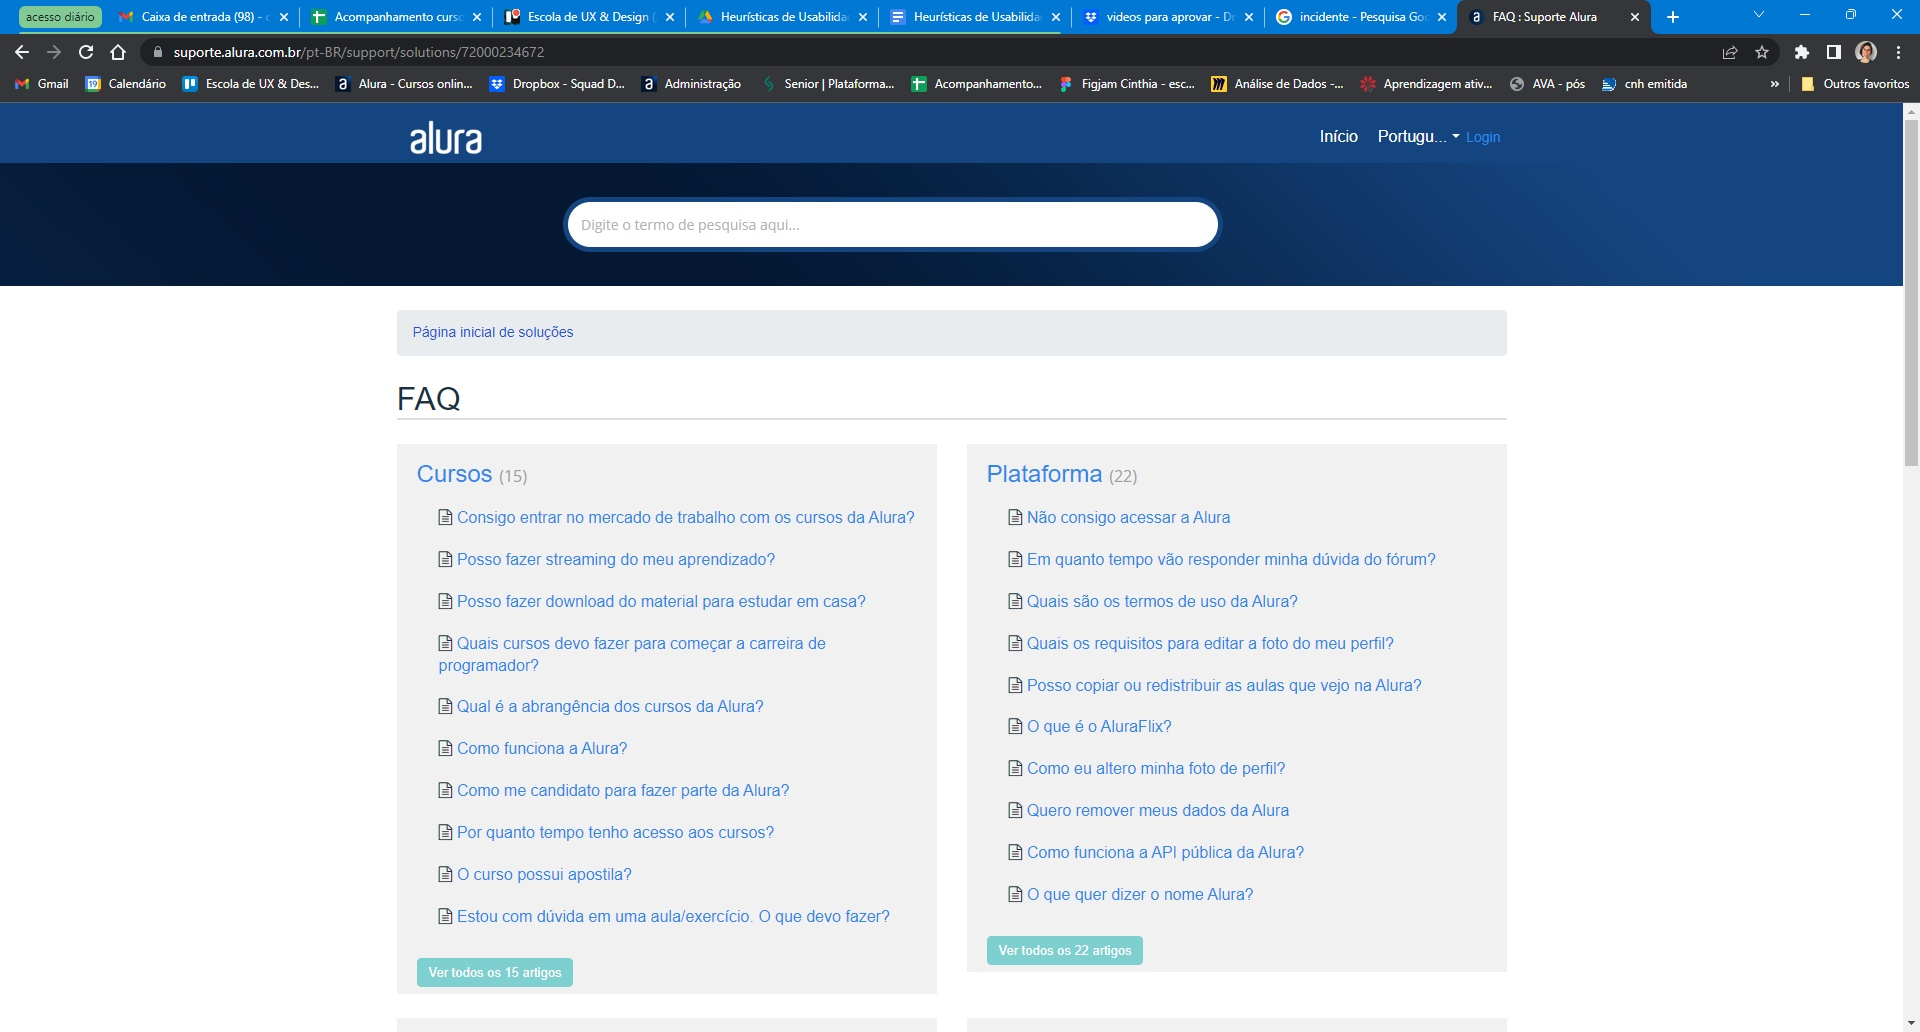 acesso diário
Caixa de entrada (98) - c
Acompanhamento curso
Escola de UX & Design (
Heurísticas de Usabilida
Heurísticas de Usabilida
videos para aprovar - Dr
incidente - Pesquisa Goo
FAQ : Suporte Alura
suporte.alura.com.br/pt-BR/support/solutions/72000234672
Gmail
Calendário
Escola de UX & Des...
Alura - Cursos onlin...
Dropbox - Squad D...
Administração
Senior | Plataforma...
Acompanhamento...
Figjam Cinthia - esc...
Análise de Dados -...
Aprendizagem ativ...
AVA - pós
cnh emitida
»
Outros favoritos
alura
Início
Portugu...
Login
Digite o termo de pesquisa aqui...
Página inicial de soluções
FAQ
Cursos (15)
Consigo entrar no mercado de trabalho com os cursos da Alura?
Posso fazer streaming do meu aprendizado?
Posso fazer download do material para estudar em casa?
Quais cursos devo fazer para começar a carreira de
programador?
Qual é a abrangência dos cursos da Alura?
Como funciona a Alura?
Como me candidato para fazer parte da Alura?
Por quanto tempo tenho acesso aos cursos?
O curso possui apostila?
Estou com dúvida em uma aula/exercício. O que devo fazer?
Ver todos os 15 artigos
Plataforma (22)
Não consigo acessar a Alura
Em quanto tempo vão responder minha dúvida do fórum?
Quais são os termos de uso da Alura?
Quais os requisitos para editar a foto do meu perfil?
Posso copiar ou redistribuir as aulas que vejo na Alura?
O que é o AluraFlix?
Como eu altero minha foto de perfil?
Quero remover meus dados da Alura
Como funciona a API pública da Alura?
O que quer dizer o nome Alura?
Ver todos os 22 artigos